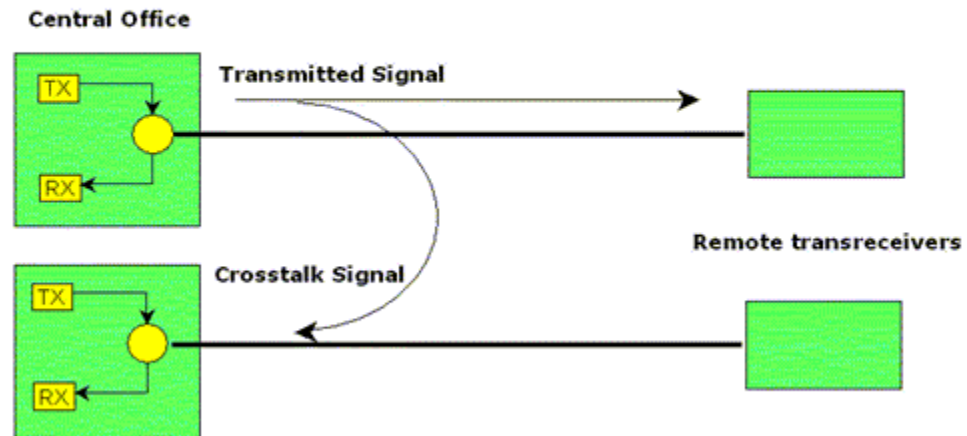 Central Office
TX
Transmitted Signal
RX
Remote transreceivers
Crosstalk Signal
TX
RX